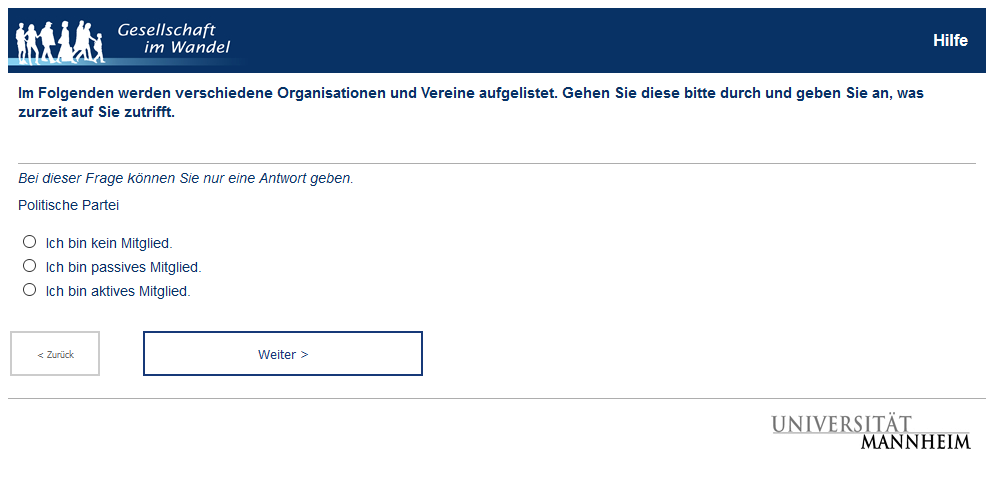 Gesellschaft
im Wandel
Hilfe
Im Folgenden werden verschiedene Organisationen und Vereine aufgelistet. Gehen Sie diese bitte durch und geben Sie an, was
zurzeit auf Sie zutrifft.
Bei dieser Frage können Sie nur eine Antwort geben.
Politische Partei
Ich bin kein Mitglied.
Ich bin passives Mitglied.
Ich bin aktives Mitglied.
< Zurück
Weiter >
UNIVERSITÄT
MANNHEIM